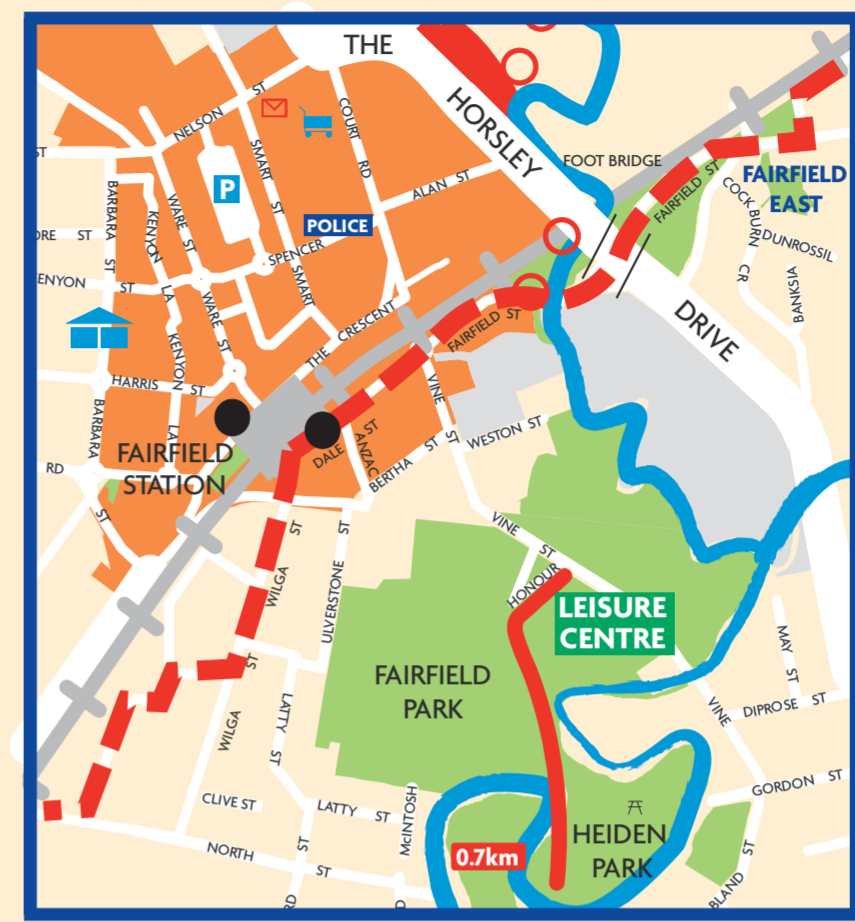 THE
HORSLEY
DRIVE
FOOT BRIDGE
FAIRFIELD ST
FAIRFIELD
EAST
COCK BURN
CR
DUNROSSIL
BANKSIA
NELSON ST
ST
COURT RD
SMART ST
ALAN ST
P
POLICE
SPENCER
SMART
WARE ST
KENYON
LA
BARBARA ST
ORE ST
ENYON ST
WARE ST
KENYON
LA
THE CRESCENT
FAIRFIELD ST
HARRIS ST
BARBARA
ST
RD
FAIRFIELD
STATION
DALE ST
ANZAC
BERTHA ST
VINE ST
WESTON ST
VINE ST
HONOUR
LEISURE
CENTRE
WILGA ST
ULVERSTONE ST
WILGA ST
LATTY ST
FAIRFIELD
PARK
MAY ST
DIPROSE ST
VINE
GORDON ST
CLIVE ST
LATTY ST
McINTOSH
D
NORTH ST
ST
RD
0.7km
HEIDEN
PARK
BLAND ST